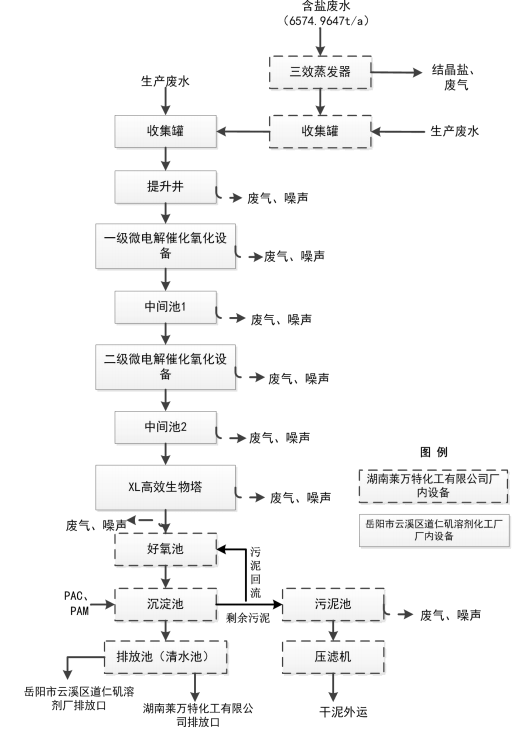 含盐废水
（6574.9647t/a）
三效蒸发器
结晶盐、
废气
生产废水
收集罐
收集罐
生产废水
提升井
废气、噪声
一级微电解催化氧化设
备
废气、噪声
中间池1
废气、噪声
二级微电解催化氧化设
备
废气、噪声
中间池2
废气、噪声
图 例
湖南莱万特化工有限公司厂
内设备
XL高效生物塔
废气、噪声
岳阳市云溪区道仁矶溶剂化工厂
厂内设备
废气、噪声
好氧池
污
泥
回
流
PAC、
PAM
沉淀池
剩余污泥
污泥池
废气、噪声
排放池（清水池）
压滤机
岳阳市云溪区道仁矶溶
剂厂排放口
湖南莱万特化工有限公
司排放口
干泥外运